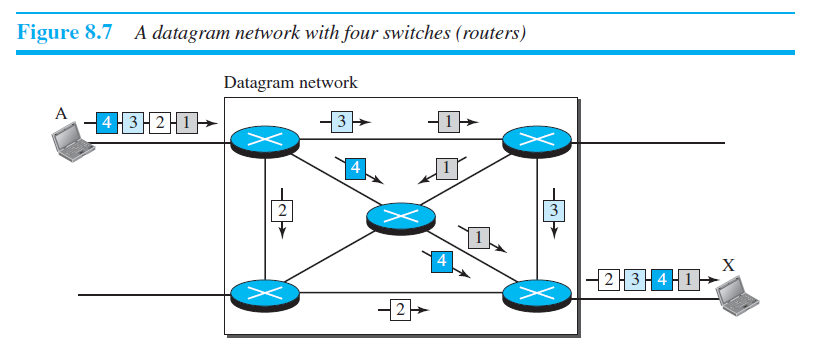 Figure 8.7 A datagram network with four switches (routers)
Datagram network
A
4 3 2 1
3
1
4
1
2
3
1
4
X
2 3 4 1
2